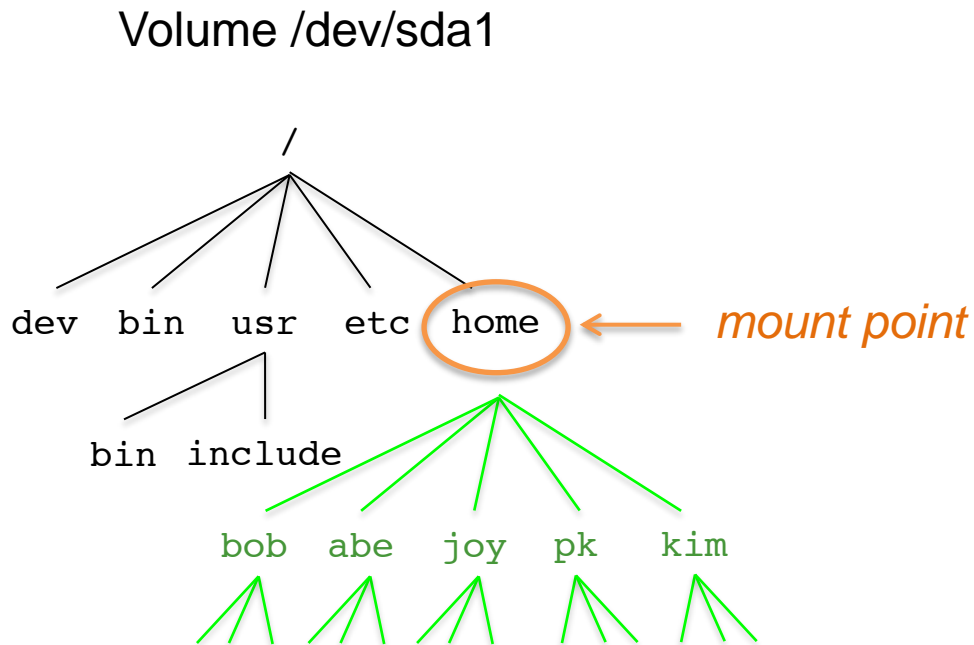 Volume /dev/sda1
/
dev bin usr etc home mount point
bin include
bob abe joy pk kim